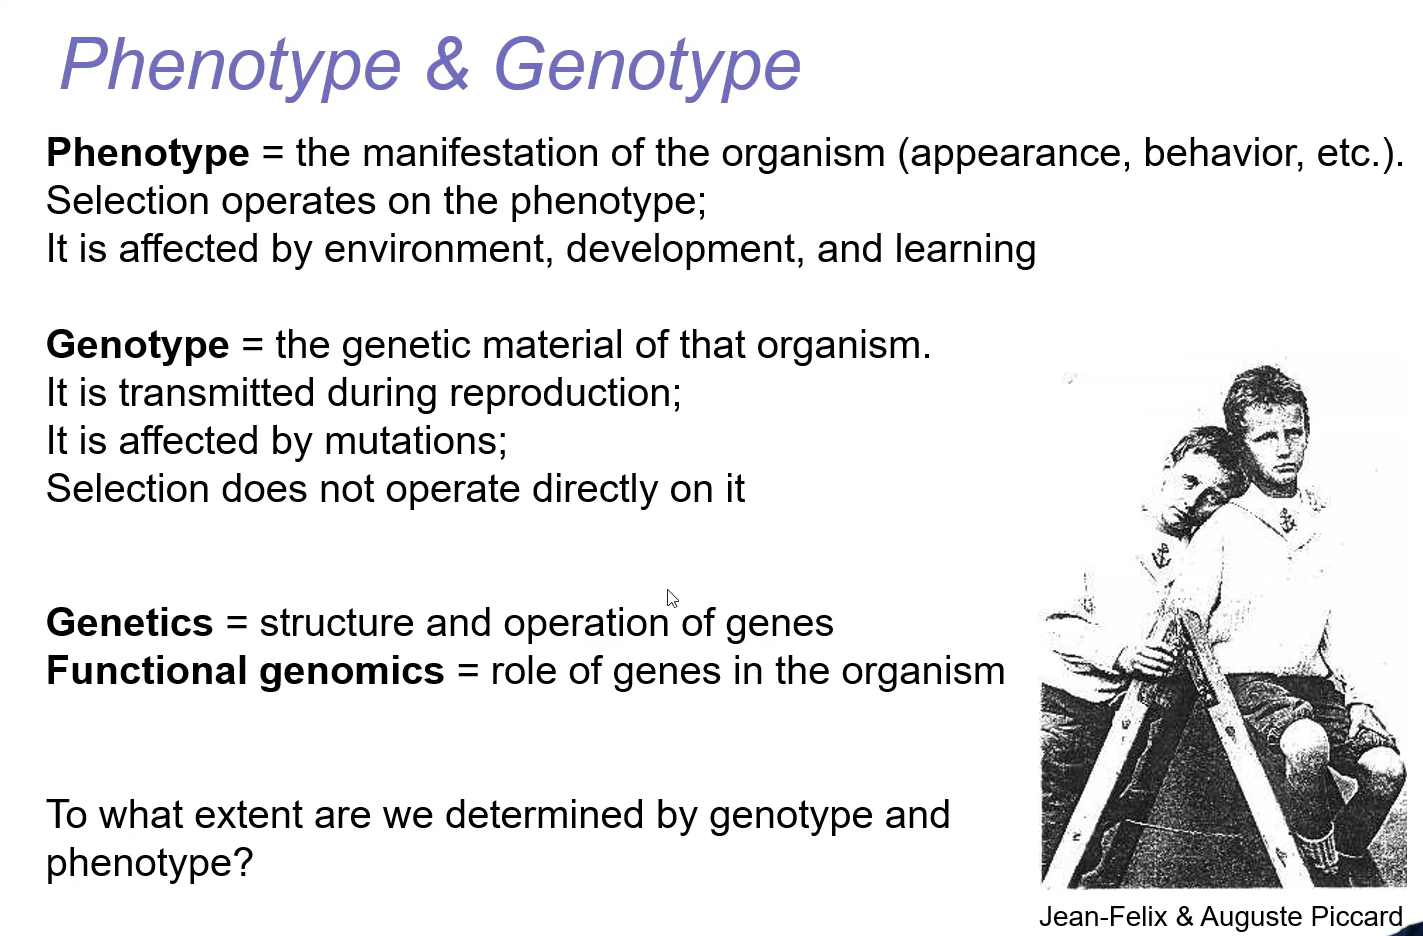 Phenotype & Genotype
Phenotype = the manifestation of the organism (appearance, behavior, etc.).
Selection operates on the phenotype;
It is affected by environment, development, and learning
Genotype = the genetic material of that organism.
It is transmitted during reproduction;
It is affected by mutations;
Selection does not operate directly on it
Genetics = structure and operation of genes
Functional genomics = role of genes in the organism
To what extent are we determined by genotype and
phenotype?
Jean-Felix & Auguste Piccard